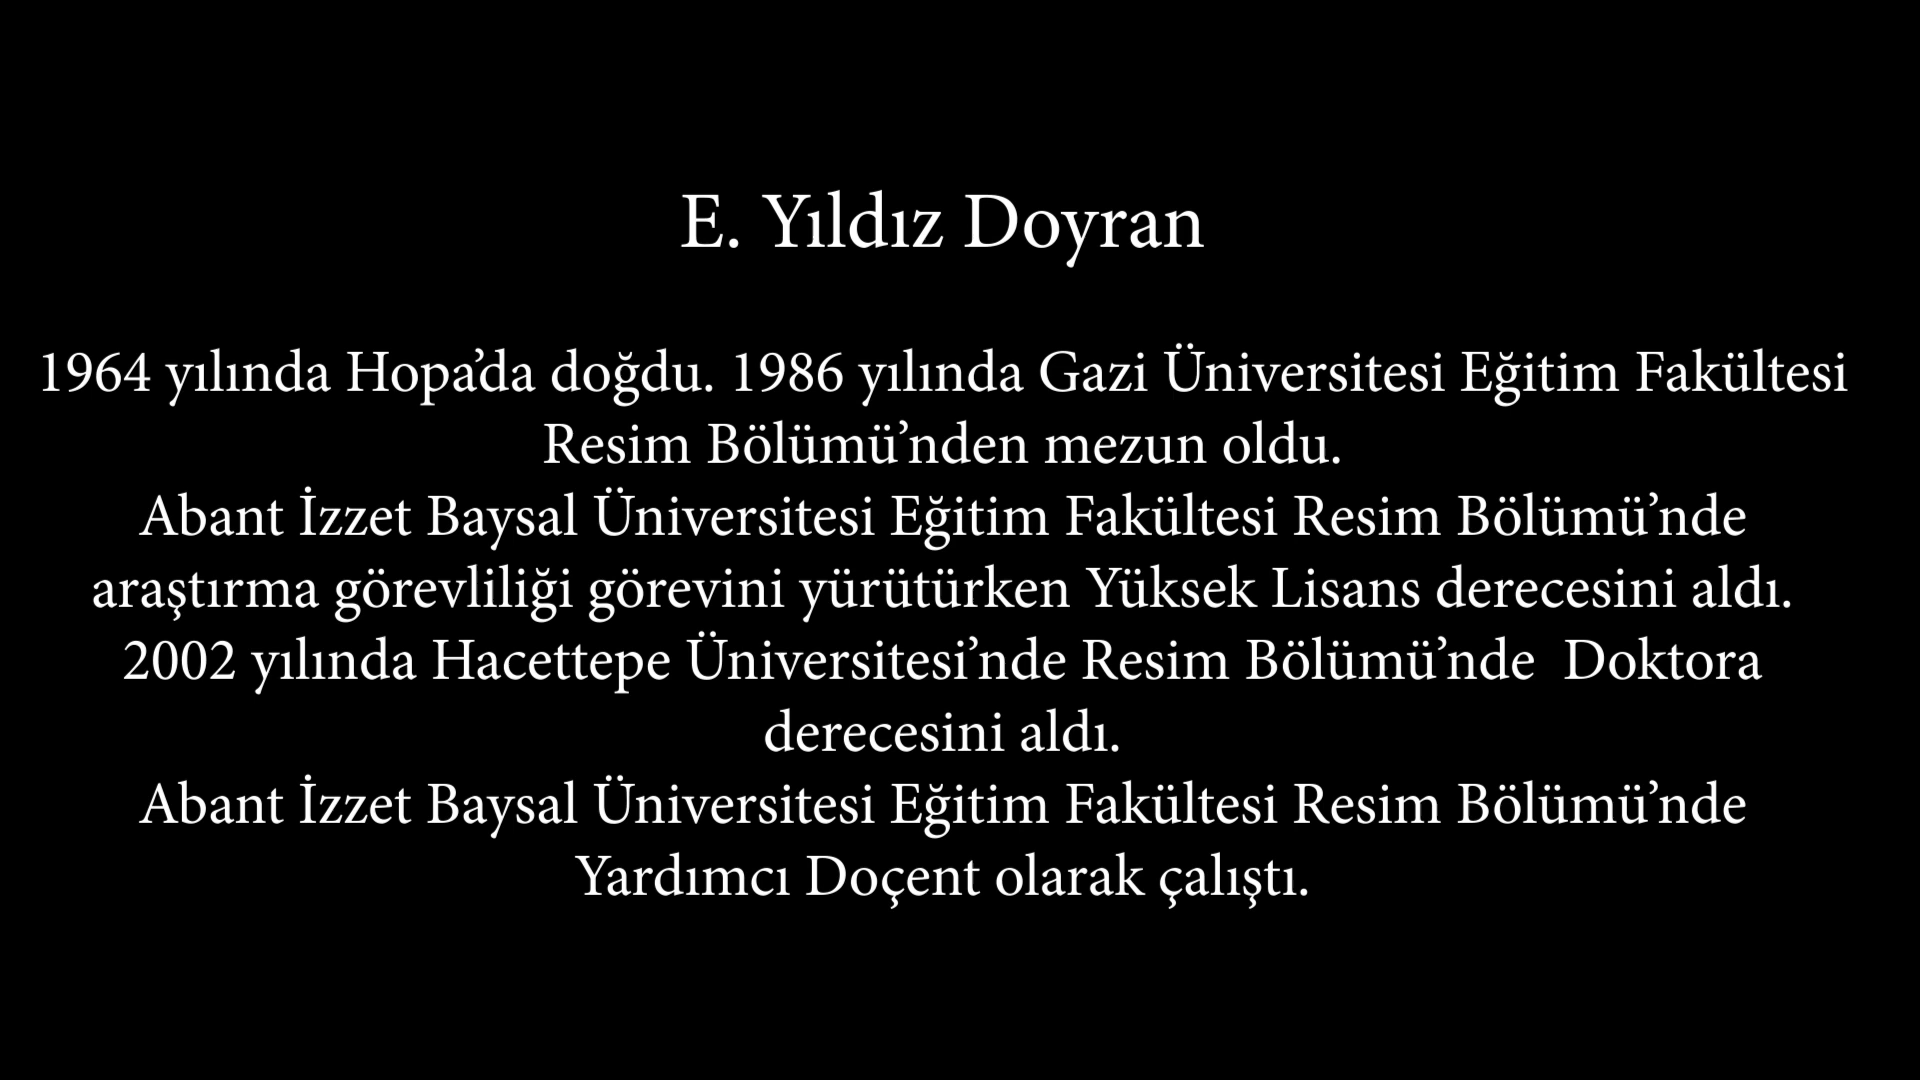 E. Yıldız Doyran
1964 yılında Hopa’da doğdu. 1986 yılında Gazi Üniversitesi Eğitim Fakültesi
Resim Bölümü’nden mezun oldu.
Abant İzzet Baysal Üniversitesi Eğitim Fakültesi Resim Bölümü’nde
araştırma görevliliği görevini yürütürken Yüksek Lisans derecesini aldı.
2002 yılında Hacettepe Üniversitesi’nde Resim Bölümü’nde  Doktora
derecesini aldı.
Abant İzzet Baysal Üniversitesi Eğitim Fakültesi Resim Bölümü’nde
Yardımcı Doçent olarak çalıştı.